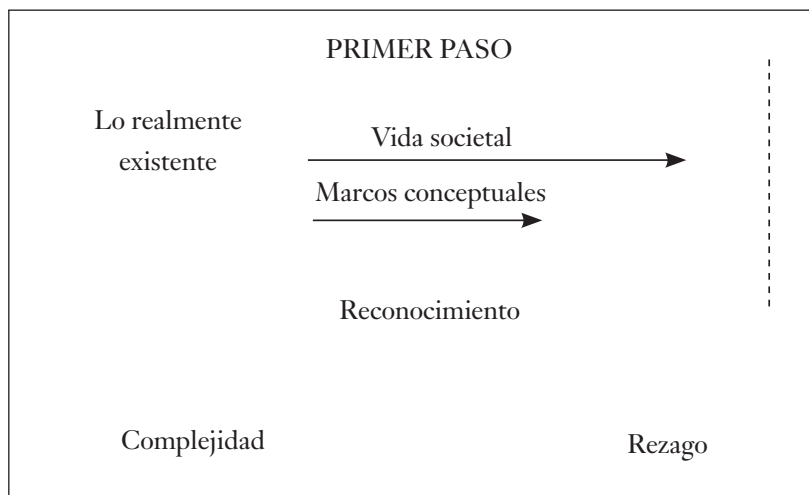 PRIMER PASO
Lo realmente
existente
Vida societal
Marcos conceptuales
Reconocimiento
Complejidad
Rezago